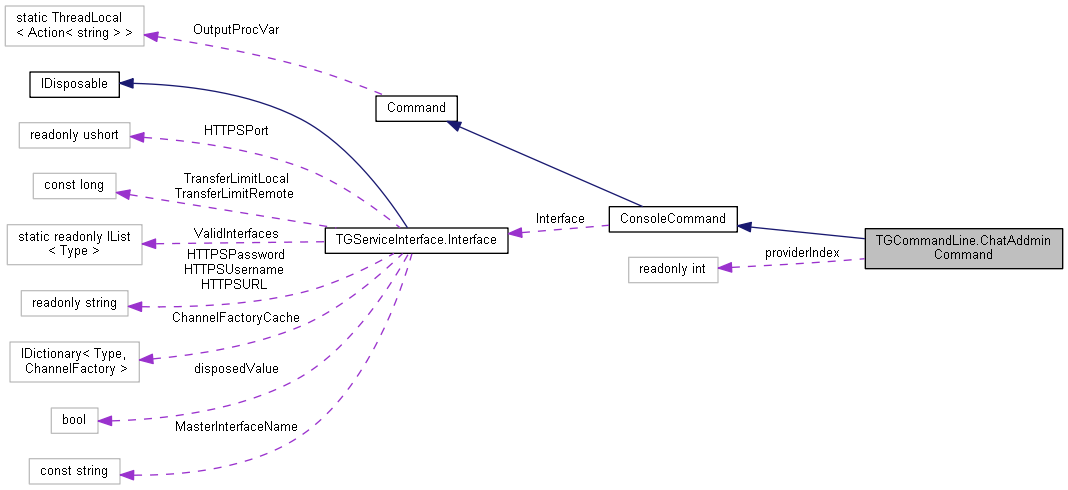 static ThreadLocal
< Action< string > >
OutputProcVar
IDisposable
Command
readonly ushort
HTTPSPort
const long
TransferLimitLocal
TransferLimitRemote
static readonly IList
< Type >
ValidInterfaces
TGServiceInterface.Interface
Interface
ConsoleCommand
TGCommandLine.ChatAddmin
Command
providerIndex
readonly int
HTTPSPassword
HTTPSUsername
HTTPSURL
readonly string
ChannelFactoryCache
IDictionary< Type,
ChannelFactory >
disposedValue
bool
MasterInterfaceName
const string